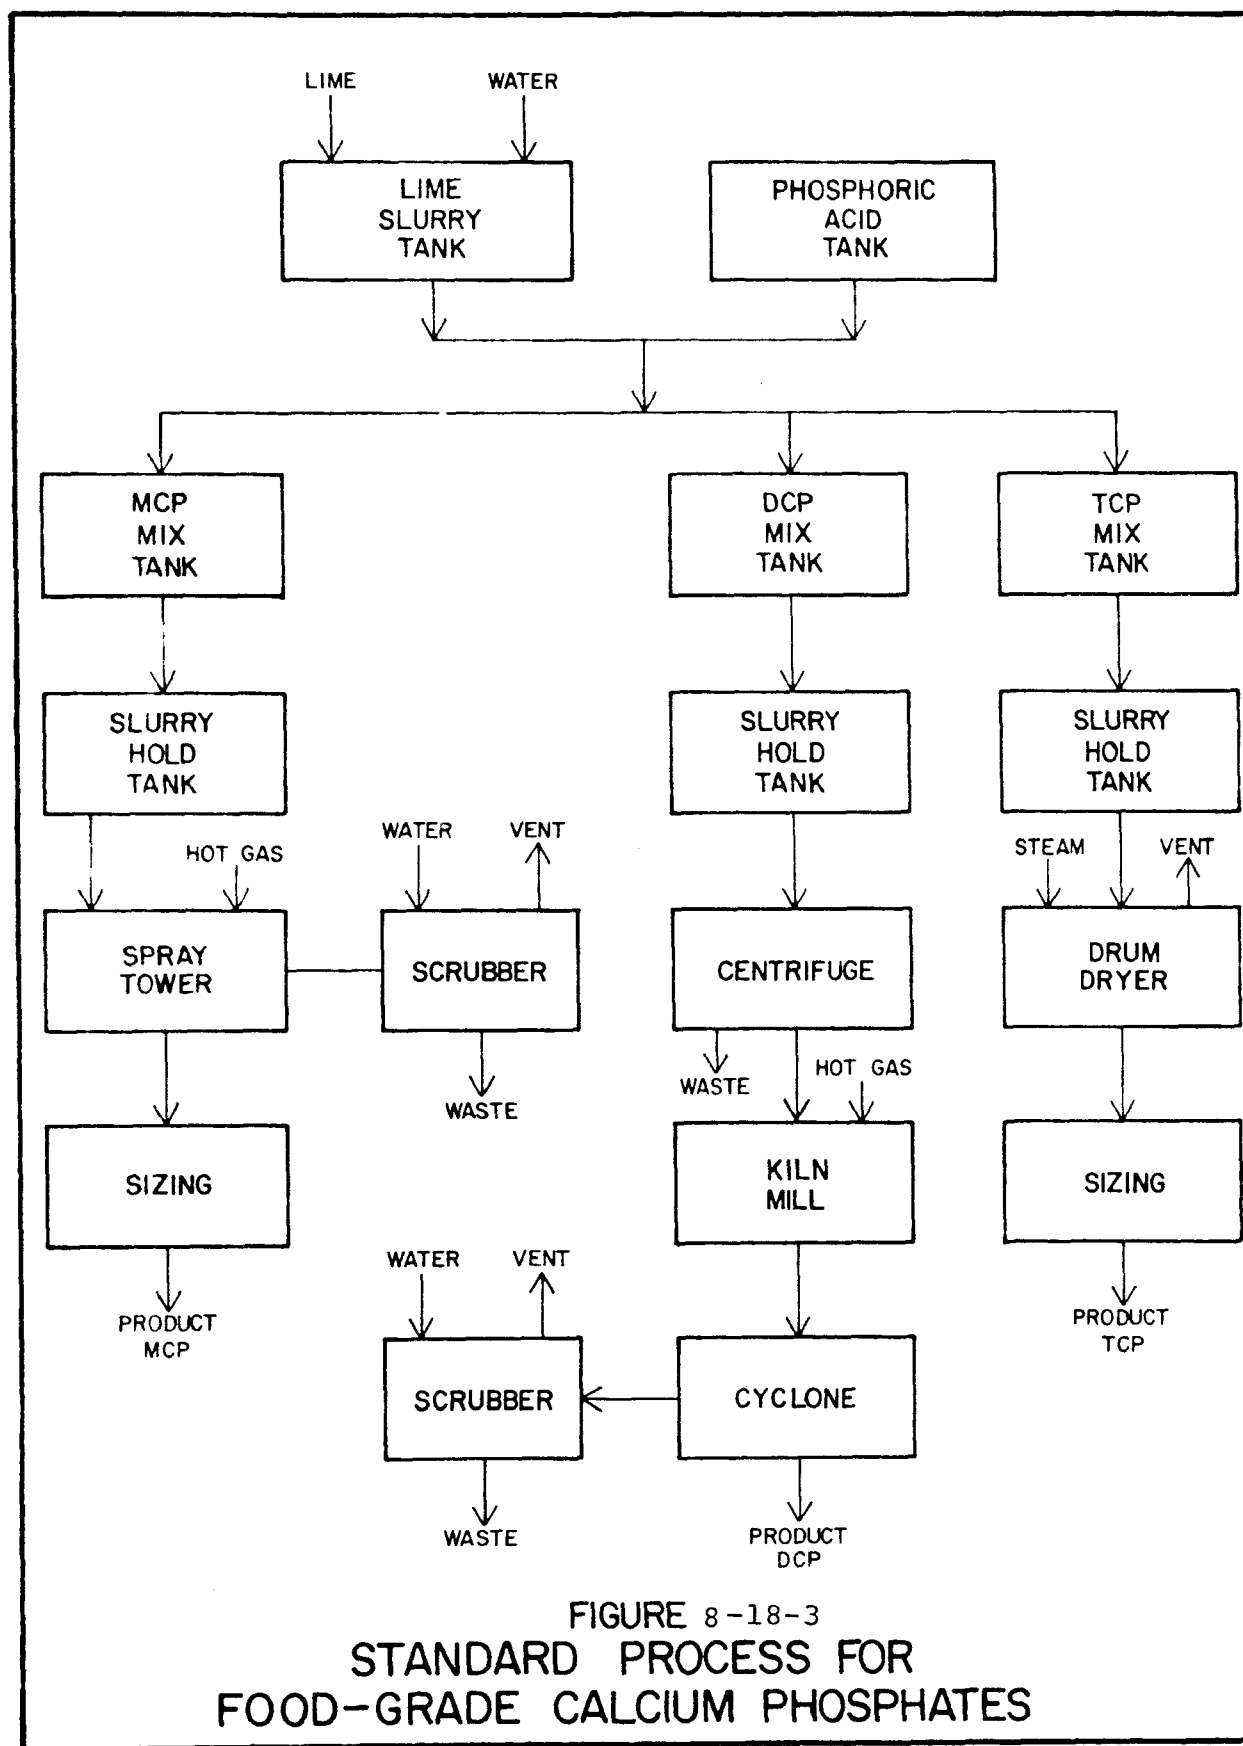 LIME
WATER
LIME
SLURRY
TANK
PHOSPHORIC
ACID
TANK
MCP
MIX
TANK
DCP
MIX
TANK
TCP
MIX
TANK
SLURRY
HOLD
TANK
SLURRY
HOLD
TANK
SLURRY
HOLD
TANK
HOT GAS
WATER
VENT
STEAM
VENT
SPRAY
TOWER
SCRUBBER
CENTRIFUGE
DRUM
DRYER
WASTE
WASTE
HOT GAS
SIZING
KILN
MILL
SIZING
PRODUCT
MCP
WATER
VENT
PRODUCT
TCP
SCRUBBER
CYCLONE
WASTE
PRODUCT
DCP
FIGURE 8-18-3
STANDARD PROCESS FOR
FOOD-GRADE CALCIUM PHOSPHATES